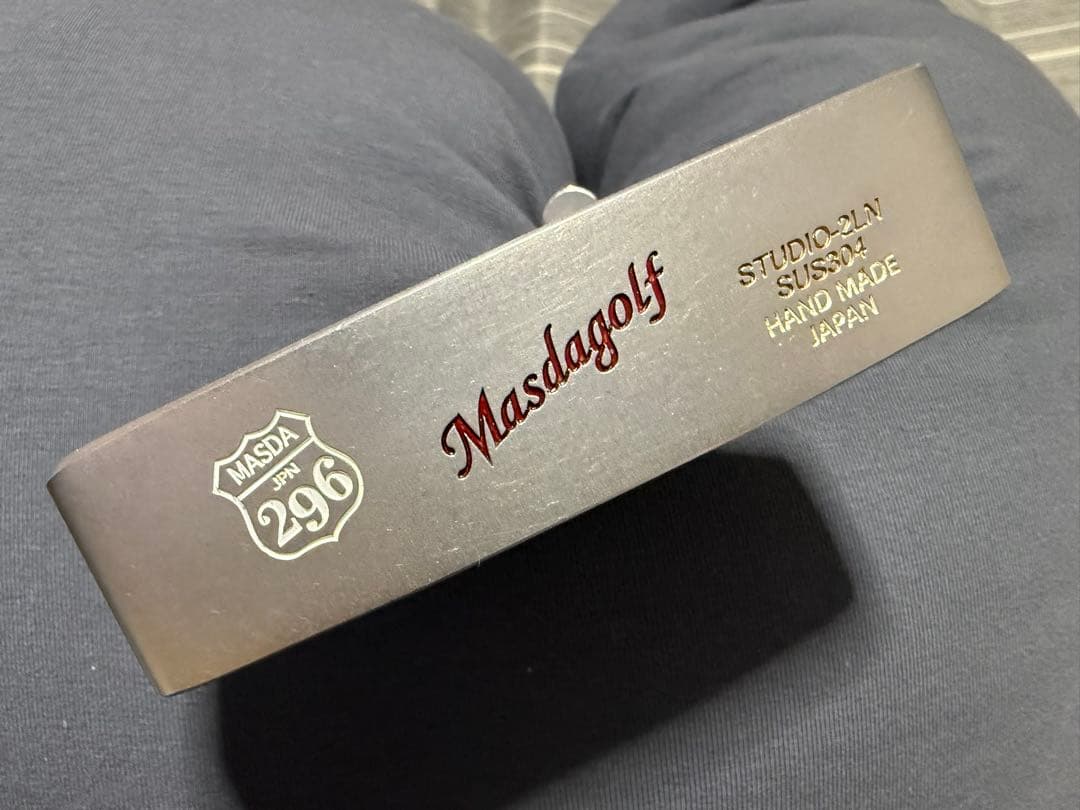 MASDA
JPN
296
Masdagolf
STUDIO-2LN
SUS304
HAND MADE
JAPAN